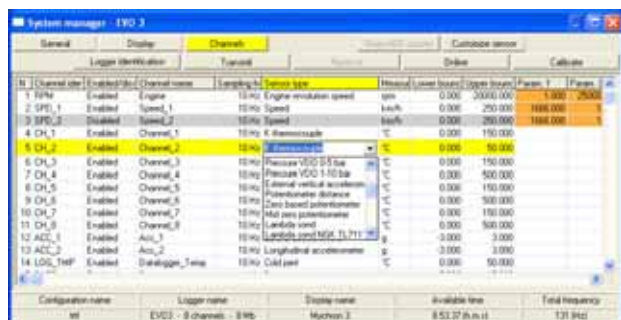 System manager - EVO 3
General Display Channels Customize sensor
Logger identification Transmit Receive Online Calibrate
N Channel iden Enabled/dis Channel name Sampling fr Sensor type Measur Lower boun Upper boun Param. 1 Param.
1 RPM Enabled Engine 10 Hz Engine revolution speed rpm 0.000 20000.000 1.000 25000
2 SPD_1 Enabled Speed_1 10 Hz Speed km/h 0.000 250.000 1666.000 1
3 SPD_2 Disabled Speed_2 10 Hz Speed km/h 0.000 250.000 1666.000 1
4 CH_1 Enabled Channel_1 10 Hz K thermocouple °C 0.000 150.000
5 CH_2 Enabled Channel_2 10 Hz K thermocouple °C 0.000 50.000
6 CH_3 Enabled Channel_3 10 Hz Pressure VDO 0-5 bar °C 0.000 150.000
7 CH_4 Enabled Channel_4 10 Hz Pressure VDO 1-10 bar °C 0.000 500.000
8 CH_5 Enabled Channel_5 10 Hz External vertical accelerom °C 0.000 150.000
Potentiometer distance
9 CH_6 Enabled Channel_6 10 Hz Zero based potentiometer °C 0.000 500.000
10 CH_7 Enabled Channel_7 10 Hz Mid zero potentiometer °C 0.000 150.000
11 CH_8 Enabled Channel_8 10 Hz Lambda sond °C 0.000 500.000
12 ACC_1 Enabled Acc_1 10 Hz Lambda sond NGK TL711 g -3.000 3.000
13 ACC_2 Enabled Acc_2 10 Hz Longitudinal accelerometer g -3.000 3.000
14 LOG_TMP Enabled Datalogger_Temp 10 Hz Cold joint °C 0.000 50.000
Configuration name Logger name Display name Available time Total frequency
EVO3 - 8 channels - 8 Mb Mychron 3 8.53.37 (h.m.s) 131 (Hz)